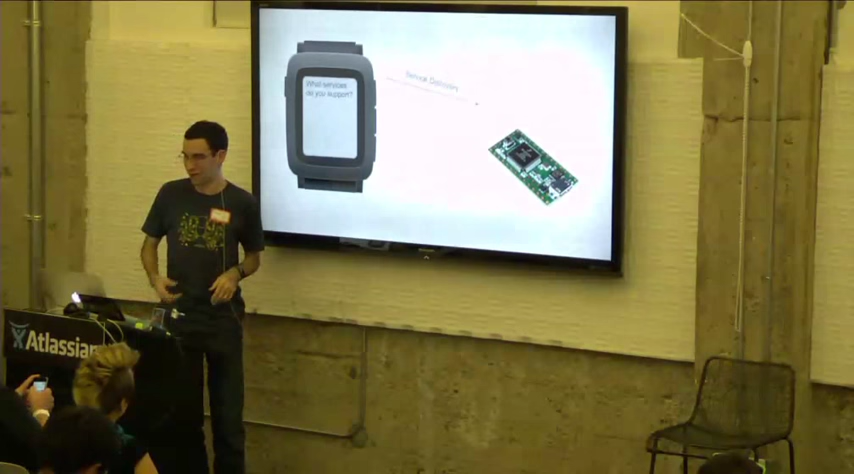 What services
do you support?
Service Discovery
Atlassian